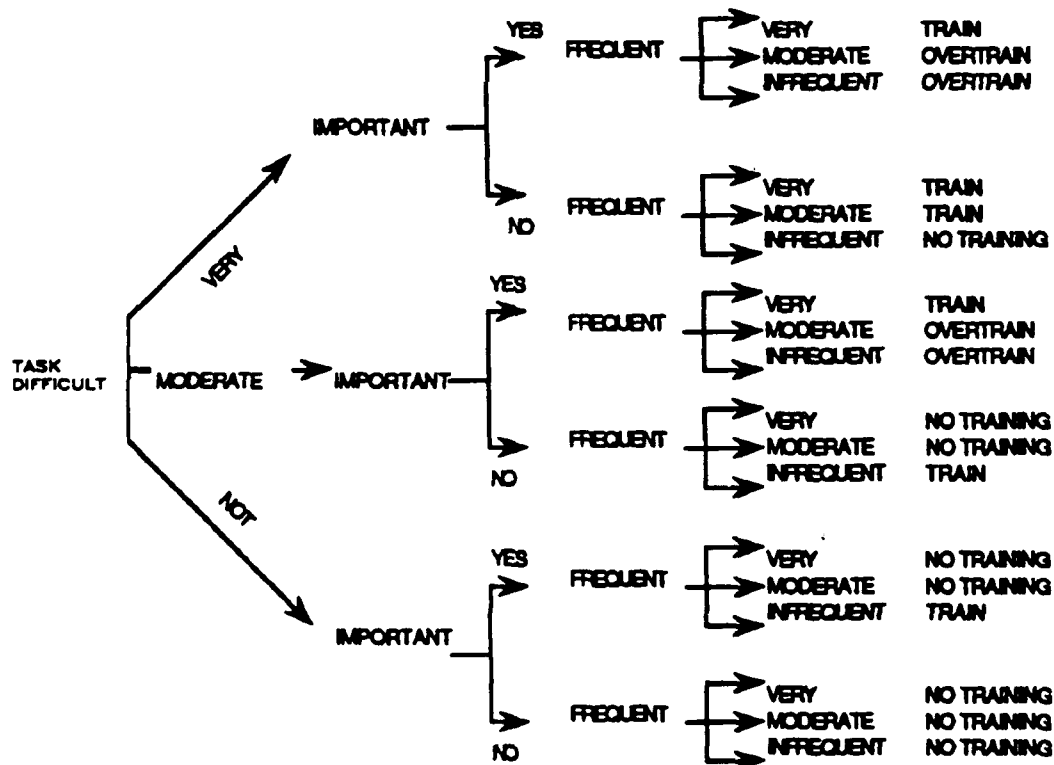 YES FREQUENT VERY TRAIN
MODERATE OVERTRAIN
INFREQUENT OVERTRAIN
IMPORTANT
NO FREQUENT VERY TRAIN
MODERATE TRAIN
INFREQUENT NO TRAINING
VERY
YES FREQUENT VERY TRAIN
MODERATE OVERTRAIN
INFREQUENT OVERTRAIN
TASK
DIFFICULT MODERATE IMPORTANT
NO FREQUENT VERY NO TRAINING
MODERATE NO TRAINING
INFREQUENT TRAIN
NOT
YES FREQUENT VERY NO TRAINING
MODERATE NO TRAINING
INFREQUENT TRAIN
IMPORTANT
NO FREQUENT VERY NO TRAINING
MODERATE NO TRAINING
INFREQUENT NO TRAINING